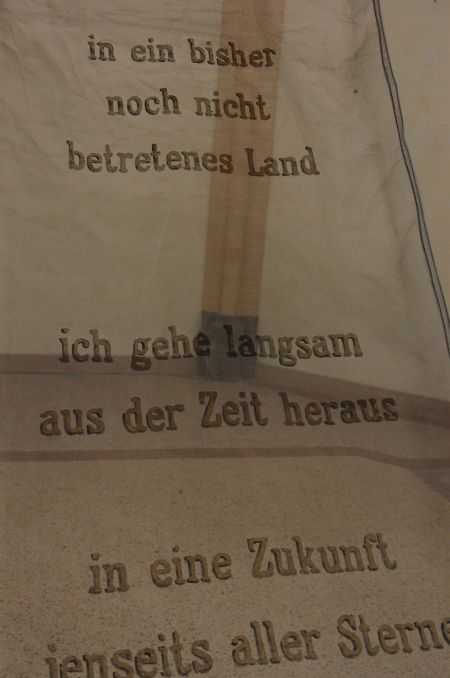 in ein bisher
noch nicht
betretenes Land
ich gehe langsam
aus der Zeit heraus
in eine Zukunft
jenseits aller Sterne